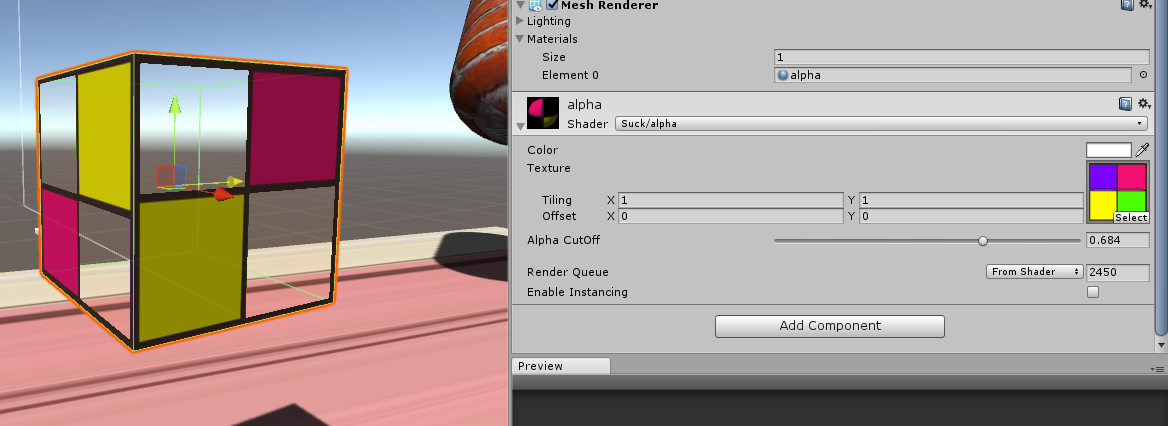 Mesh Renderer
Lighting
Materials
Size 1
Element 0 alpha
alpha
Shader Suck/alpha
Color
Texture
Select
Tiling X 1 Y 1
Offset X 0 Y 0
Alpha CutOff 0.684
Render Queue From Shader 2450
Enable Instancing
Add Component
Preview